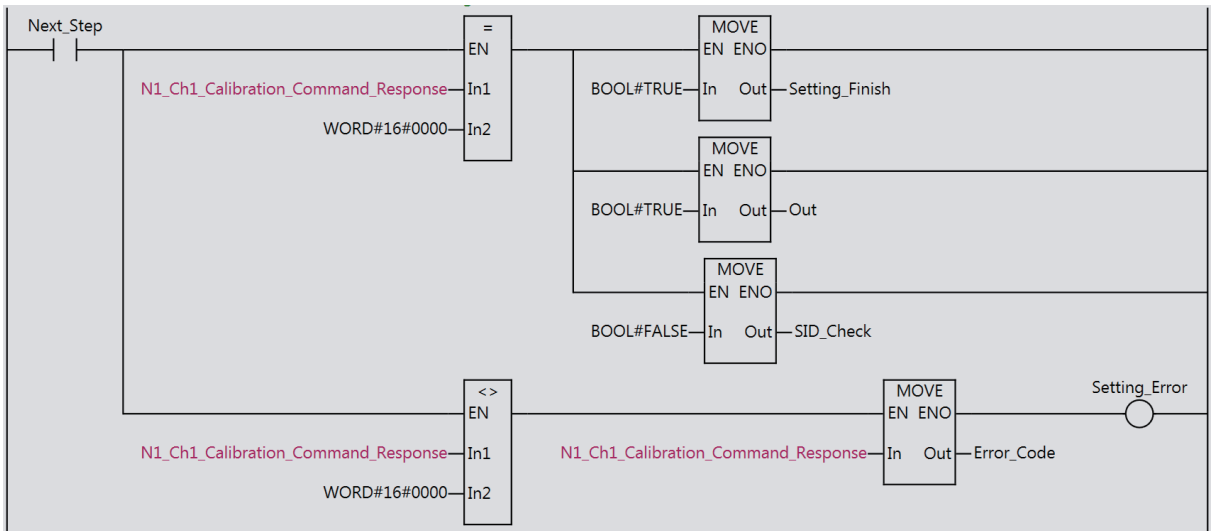 Next_Step
=
MOVE
EN
EN ENO
N1_Ch1_Calibration_Command_Response
In1
BOOL#TRUE
In Out
Setting_Finish
WORD#16#0000
In2
MOVE
EN ENO
BOOL#TRUE
In Out
Out
MOVE
EN ENO
BOOL#FALSE
In Out
SID_Check
<>
MOVE
Setting_Error
EN
EN ENO
N1_Ch1_Calibration_Command_Response
In1
N1_Ch1_Calibration_Command_Response
In Out
Error_Code
WORD#16#0000
In2